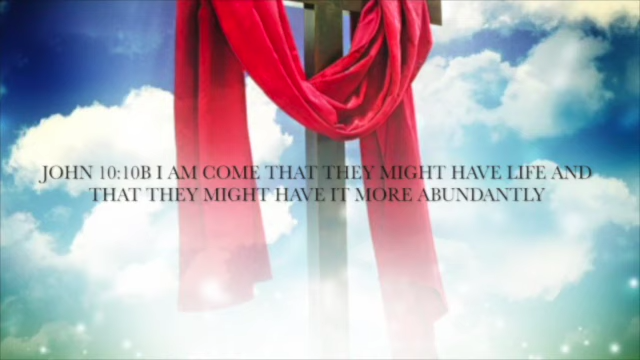 JOHN 10:10B I AM COME THAT THEY MIGHT HAVE LIFE AND
THAT THEY MIGHT HAVE IT MORE ABUNDANTLY